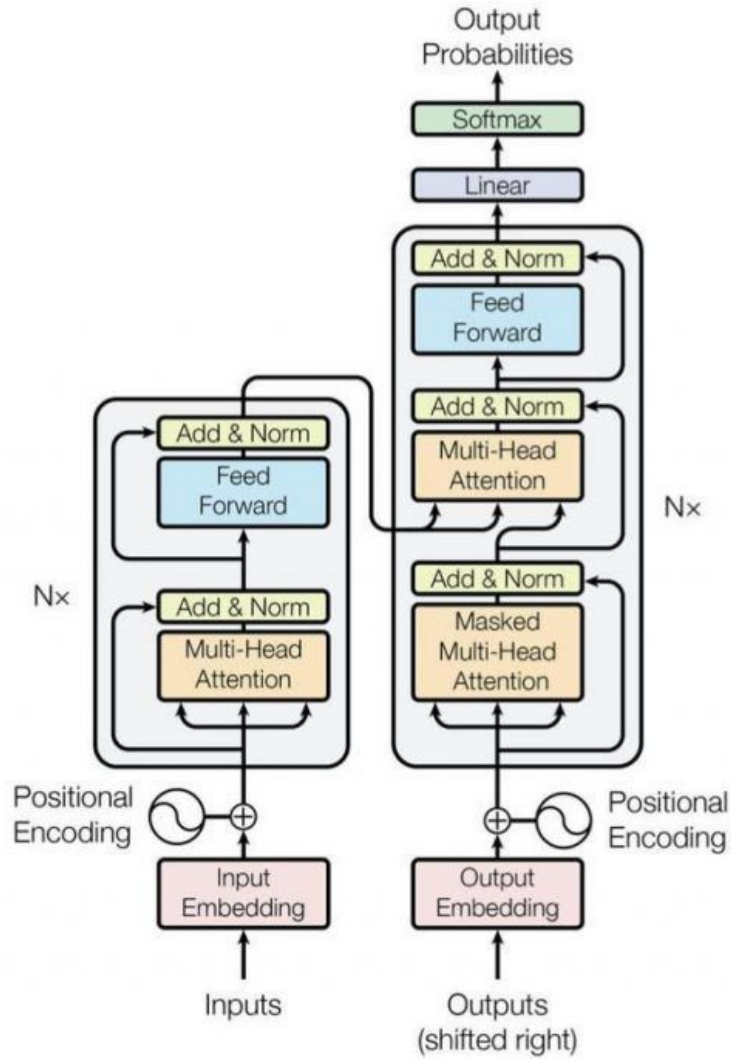 Output
Probabilities
Softmax
Linear
Add & Norm
Feed
Forward
Add & Norm
Multi-Head
Attention
Nx
Add & Norm
Masked
Multi-Head
Attention
Add & Norm
Feed
Forward
Nx
Add & Norm
Multi-Head
Attention
Positional
Encoding
Positional
Encoding
Input
Embedding
Output
Embedding
Inputs
Outputs
(shifted right)